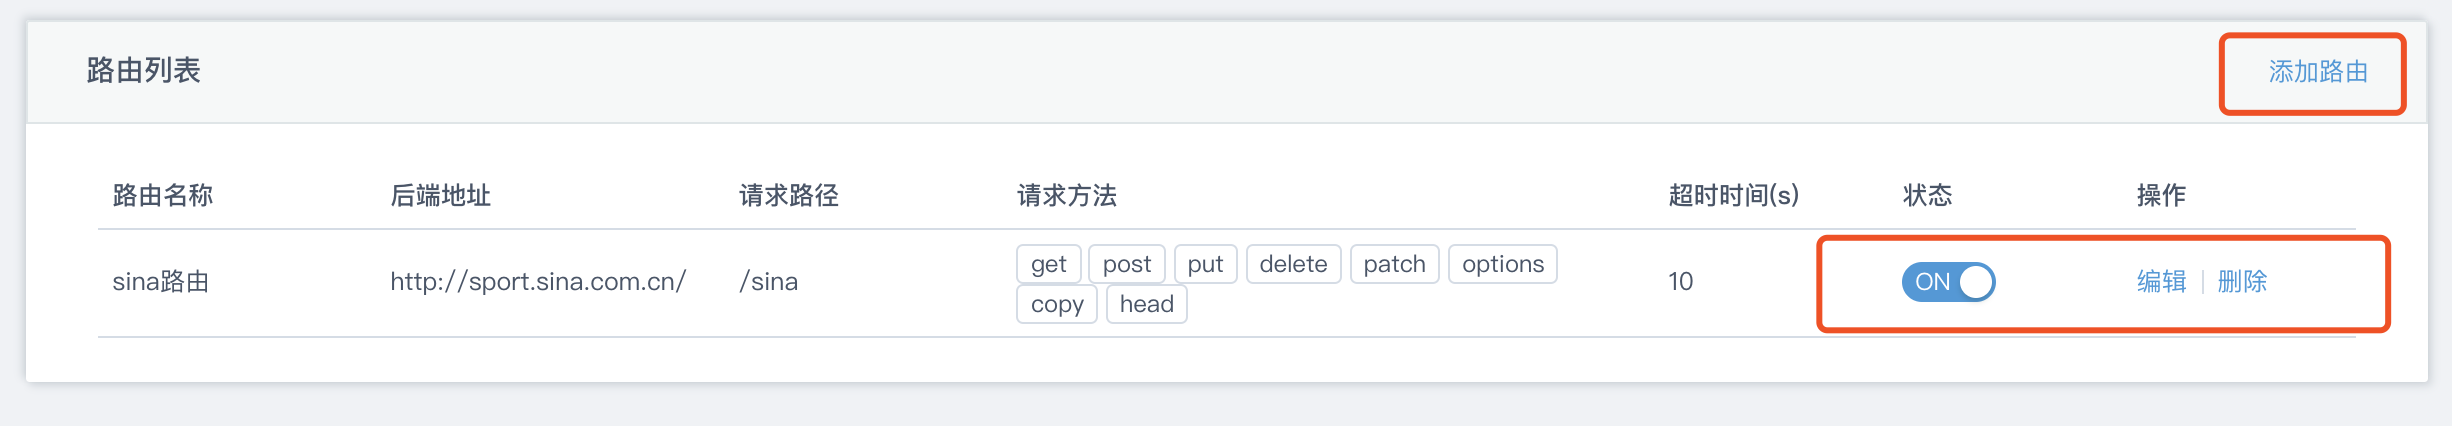 路由列表 添加路由
路由名称 后端地址 请求路径 请求方法 超时时间(s) 状态 操作
sina路由 http://sport.sina.com.cn/ /sina get post put delete patch options 10 ON 编辑 删除
copy head